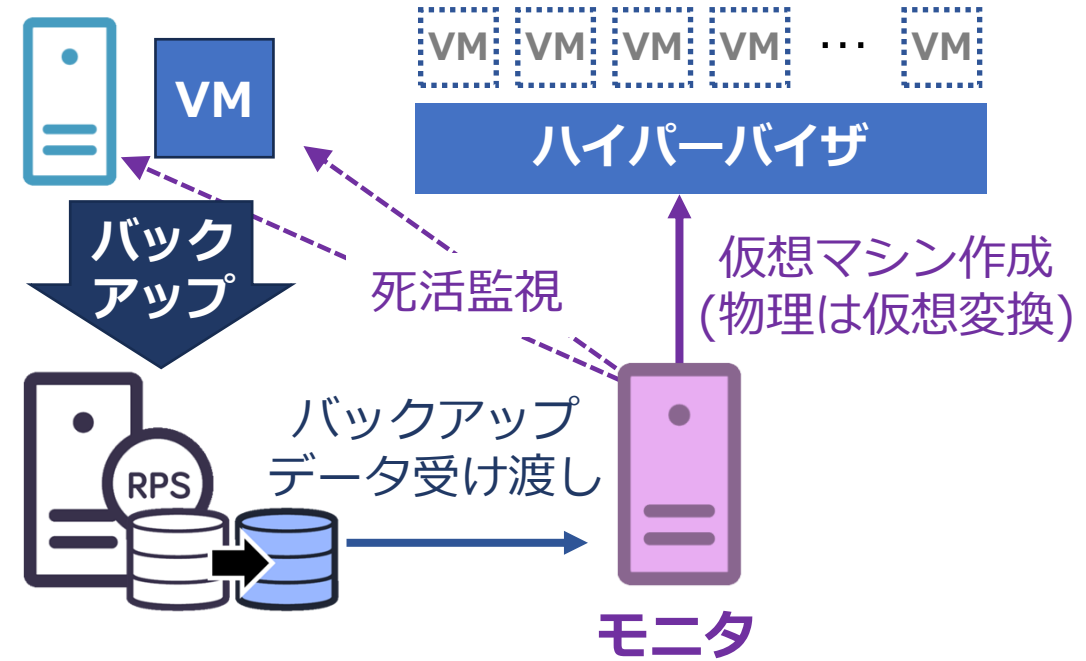 VM
VM VM VM VM … VM
ハイパーバイザ
バック
アップ
死活監視
仮想マシン作成
(物理は仮想変換)
RPS
バックアップ
データ受け渡し
モニタ